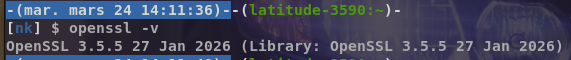 -(mar. mars 24 14:11:36)--(latitude-3590:~)-
[nk] $ openssl -v
OpenSSL 3.5.5 27 Jan 2026 (Library: OpenSSL 3.5.5 27 Jan 2026)